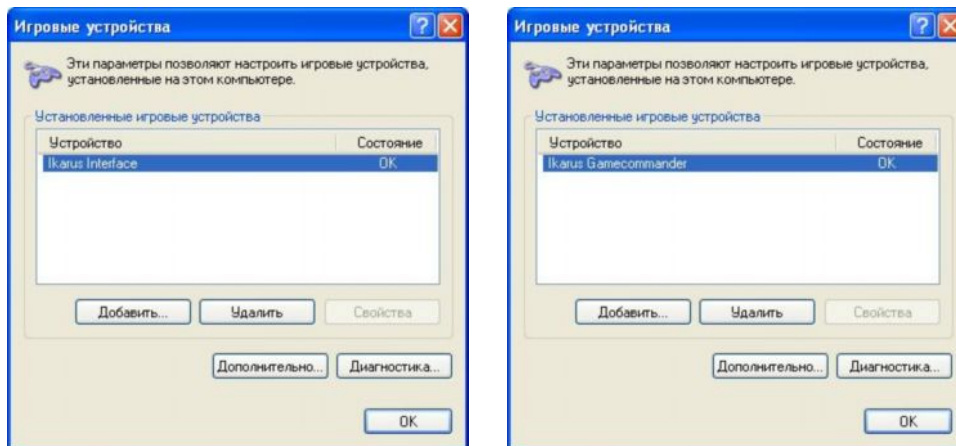 Игровые устройства
Эти параметры позволяют настроить игровые устройства,
установленные на этом компьютере.
Установленные игровые устройства
Устройство Состояние
Ikarus Interface OK
Добавить... Удалить Свойства
Дополнительно... Диагностика...
OK
Игровые устройства
Эти параметры позволяют настроить игровые устройства,
установленные на этом компьютере.
Установленные игровые устройства
Устройство Состояние
Ikarus Gamecommander OK
Добавить... Удалить Свойства
Дополнительно... Диагностика...
OK